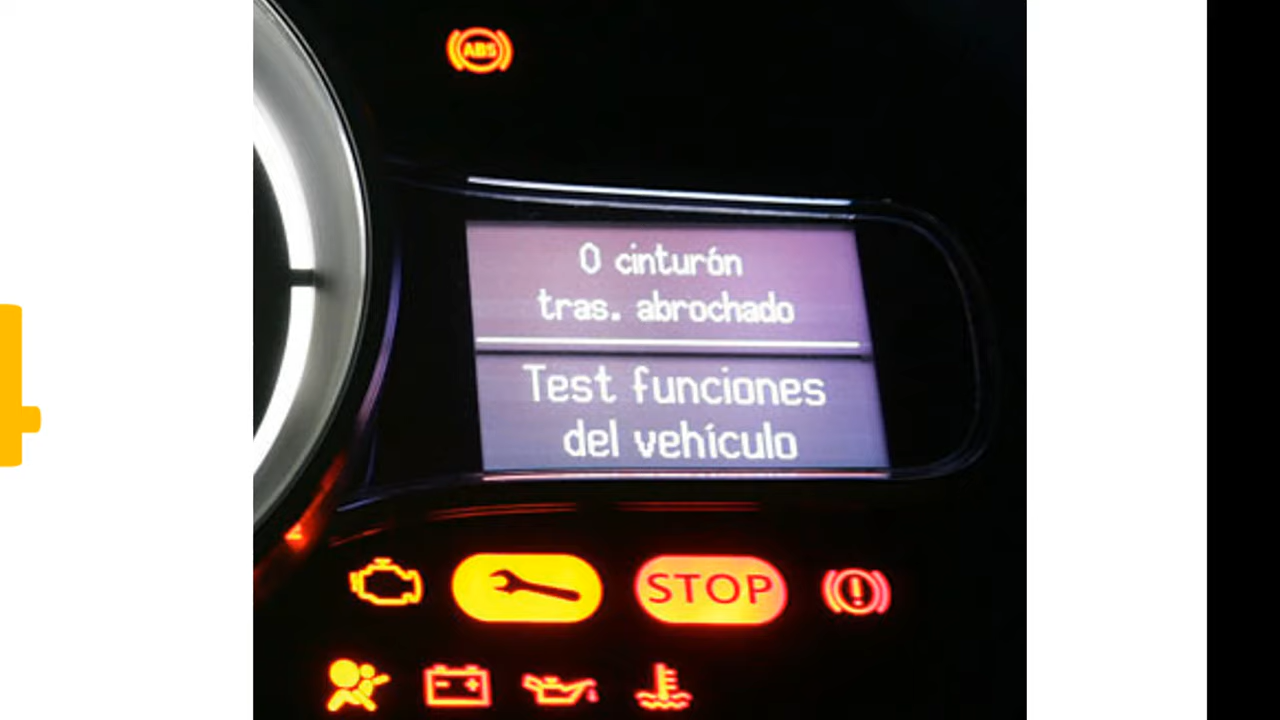 ABS
0 cinturón
tras. abrochado
Test funciones
del vehículo
STOP